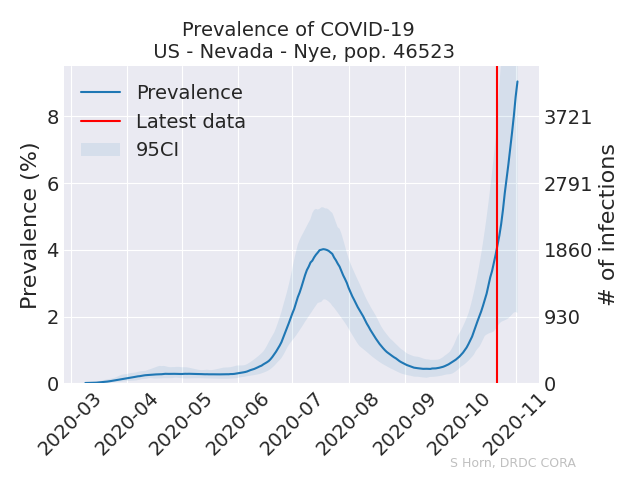 Prevalence of COVID-19
US - Nevada - Nye, pop. 46523
Prevalence
Latest data
95CI
Prevalence (%)
8
6
4
2
0
3721
2791
1860
930
0
# of infections
2020-03
2020-04
2020-05
2020-06
2020-07
2020-08
2020-09
2020-10
2020-11
S Horn, DRDC CORA